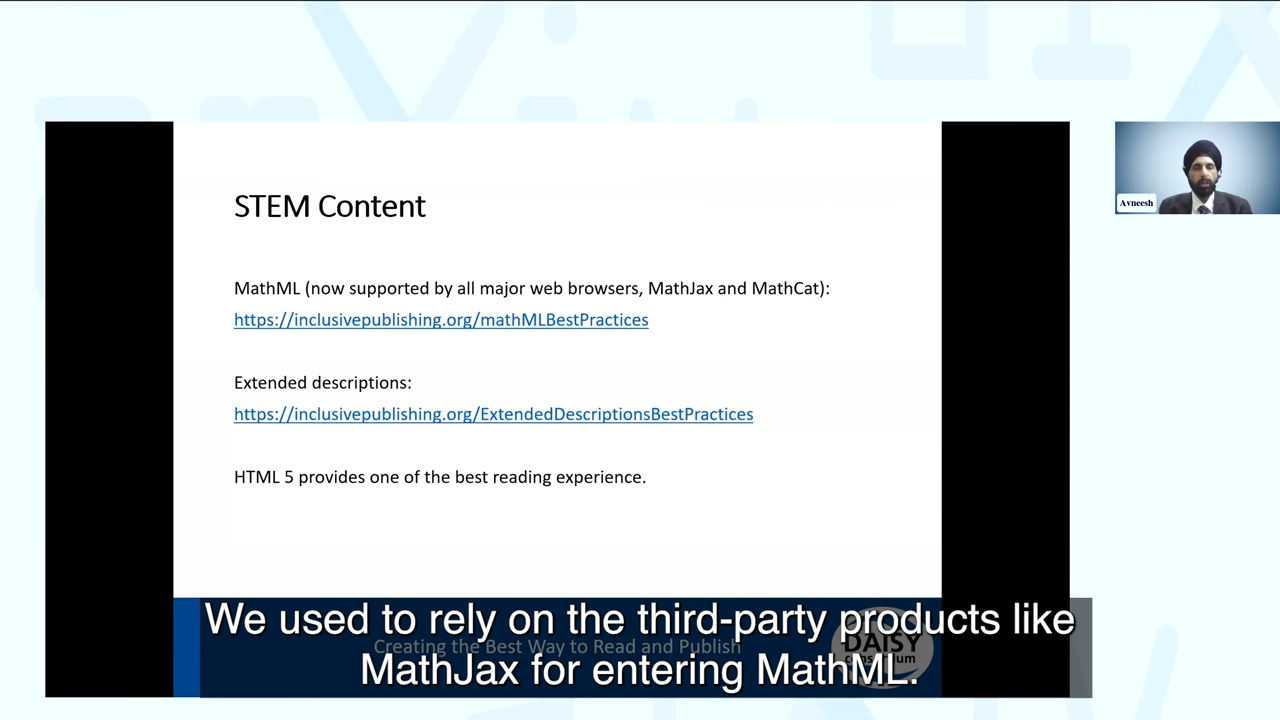 STEM Content
MathML (now supported by all major web browsers, MathJax and MathCat):
https://inclusivepublishing.org/mathMLBestPractices
Extended descriptions:
https://inclusivepublishing.org/ExtendedDescriptionsBestPractices
HTML 5 provides one of the best reading experience.
Avneesh
We used to rely on the third-party products like
MathJax for entering MathML.
Creating the Best Way to Read and Publish
DAISY